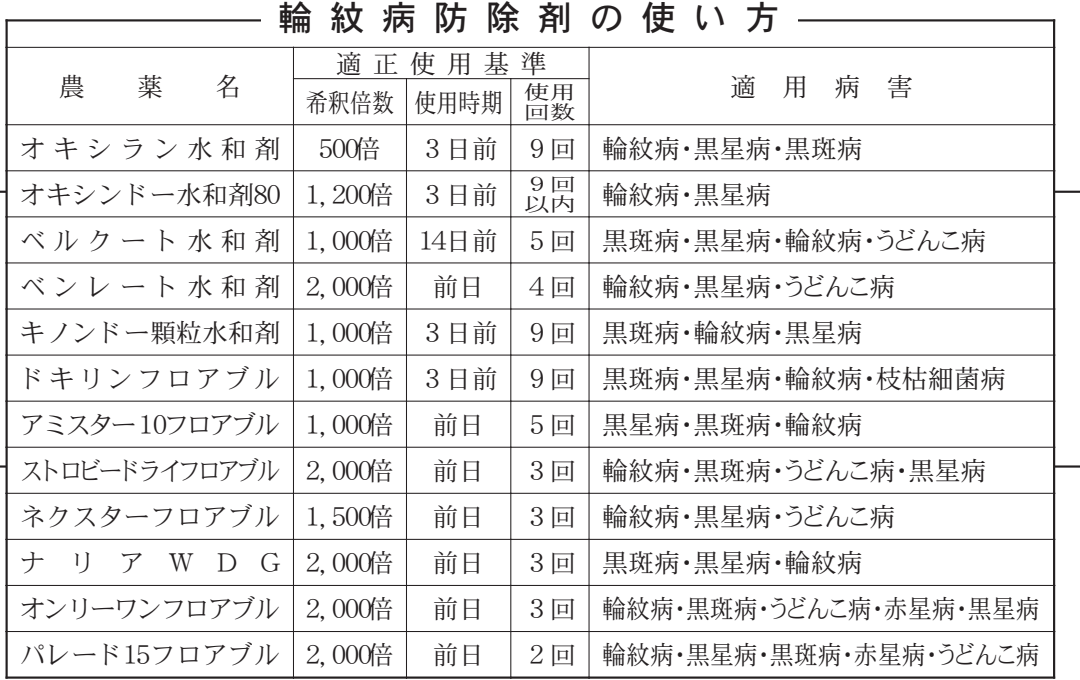 輪紋病防除剤の使い方
農薬名 適正使用基準 適用病害
希釈倍数 使用時期 使用回数
オキシラン水和剤 500倍 3日前 9回 輪紋病・黒星病・黒斑病
オキシンドー水和剤80 1,200倍 3日前 9回以内 輪紋病・黒星病
ベルクート水和剤 1,000倍 14日前 5回 黒斑病・黒星病・輪紋病・うどんこ病
ベンレート水和剤 2,000倍 前日 4回 輪紋病・黒星病・うどんこ病
キノンドー顆粒水和剤 1,000倍 3日前 9回 黒斑病・輪紋病・黒星病
ドキリンフロアブル 1,000倍 3日前 9回 黒斑病・黒星病・輪紋病・枝枯細菌病
アミスター10フロアブル 1,000倍 前日 5回 黒星病・黒斑病・輪紋病
ストロビードライフロアブル 2,000倍 前日 3回 輪紋病・黒斑病・うどんこ病・黒星病
ネクスターフロアブル 1,500倍 前日 3回 輪紋病・黒星病・うどんこ病
ナリアWDG 2,000倍 前日 3回 黒斑病・黒星病・輪紋病
オンリーワンフロアブル 2,000倍 前日 3回 輪紋病・黒斑病・うどんこ病・赤星病・黒星病
パレード15フロアブル 2,000倍 前日 2回 輪紋病・黒星病・黒斑病・赤星病・うどんこ病